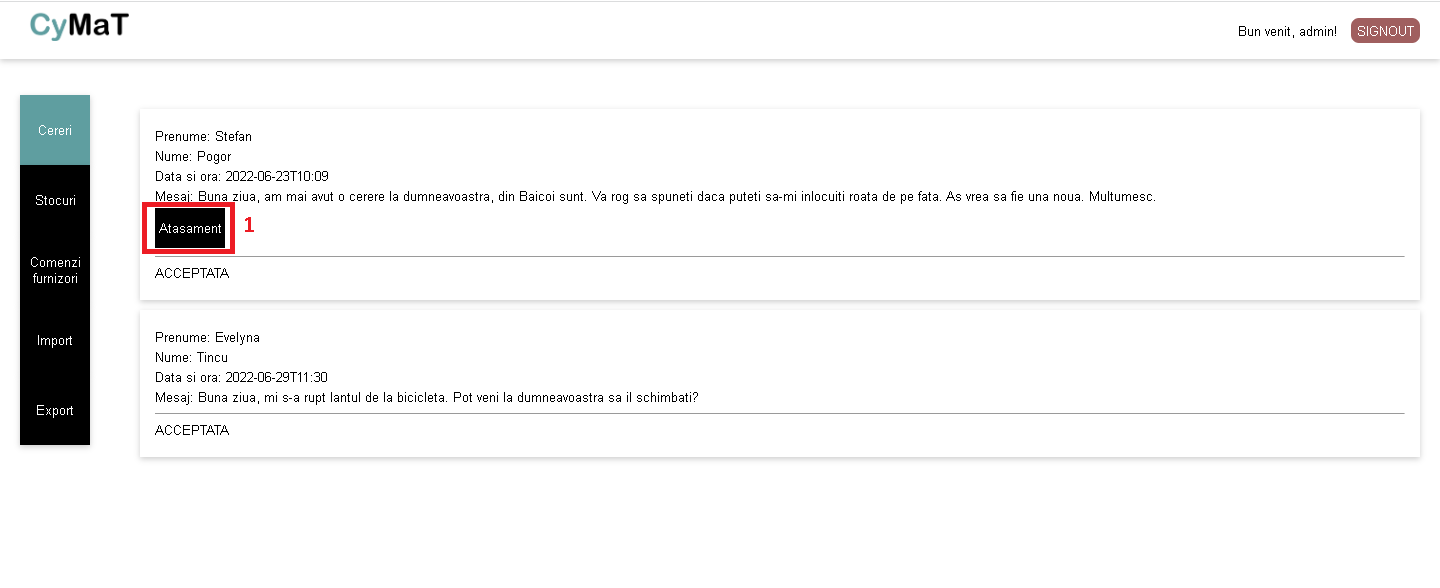 CyMaT
Bun venit, admin!
SIGNOUT
Cereri
Stocuri
Comenzi
furnizori
Import
Export
Prenume: Stefan
Nume: Pogor
Data si ora: 2022-06-23T10:09
Mesaj: Buna ziua, am mai avut o cerere la dumneavoastra, din Baicoi sunt. Va rog sa spuneti daca puteti sa-mi inlocuiti roata de pe fata. As vrea sa fie una noua. Multumesc.
Atasament
1
ACCEPTATA
Prenume: Evelyna
Nume: Tincu
Data si ora: 2022-06-29T11:30
Mesaj: Buna ziua, mi s-a rupt lantul de la bicicleta. Pot veni la dumneavoastra sa il schimbati?
ACCEPTATA